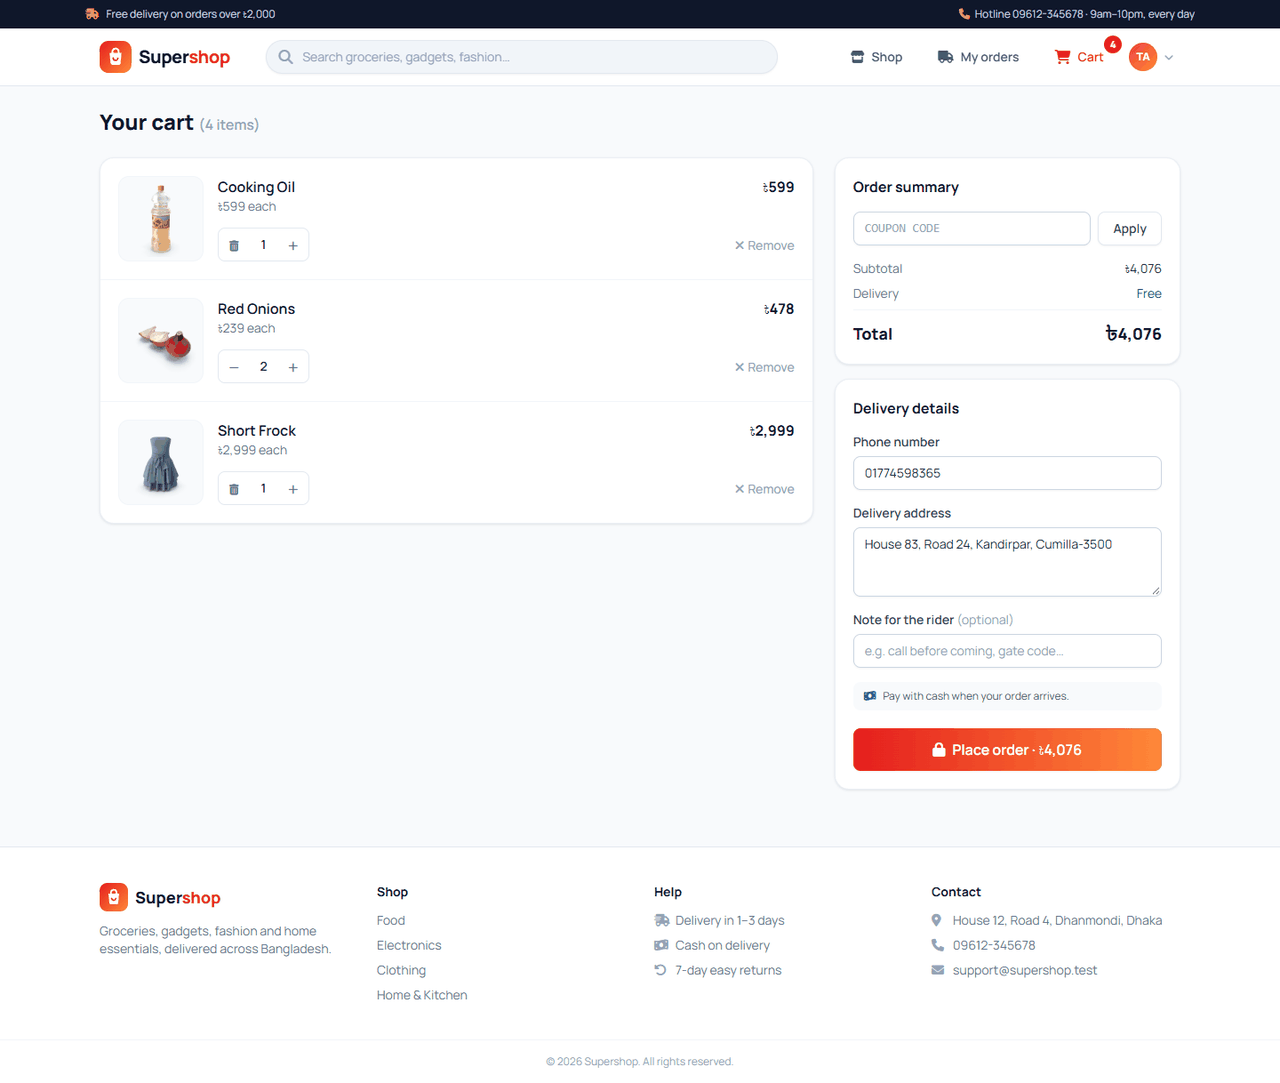 Free delivery on orders over ৳2,000
Hotline 09612-345678 · 9am–10pm, every day
Supershop
Search groceries, gadgets, fashion...
Shop
My orders
Cart
4
TA
Your cart (4 items)
Cooking Oil
৳599 each
1
৳599
Remove
Red Onions
৳239 each
2
৳478
Remove
Short Frock
৳2,999 each
1
৳2,999
Remove
Order summary
COUPON CODE
Apply
Subtotal ৳4,076
Delivery Free
Total ৳4,076
Delivery details
Phone number
01774598365
Delivery address
House 83, Road 24, Kandirpar, Cumilla-3500
Note for the rider (optional)
e.g. call before coming, gate code...
Pay with cash when your order arrives.
Place order · ৳4,076
Supershop
Groceries, gadgets, fashion and home
essentials, delivered across Bangladesh.
Shop
Food
Electronics
Clothing
Home & Kitchen
Help
Delivery in 1–3 days
Cash on delivery
7-day easy returns
Contact
House 12, Road 4, Dhanmondi, Dhaka
09612-345678
support@supershop.test
© 2026 Supershop. All rights reserved.